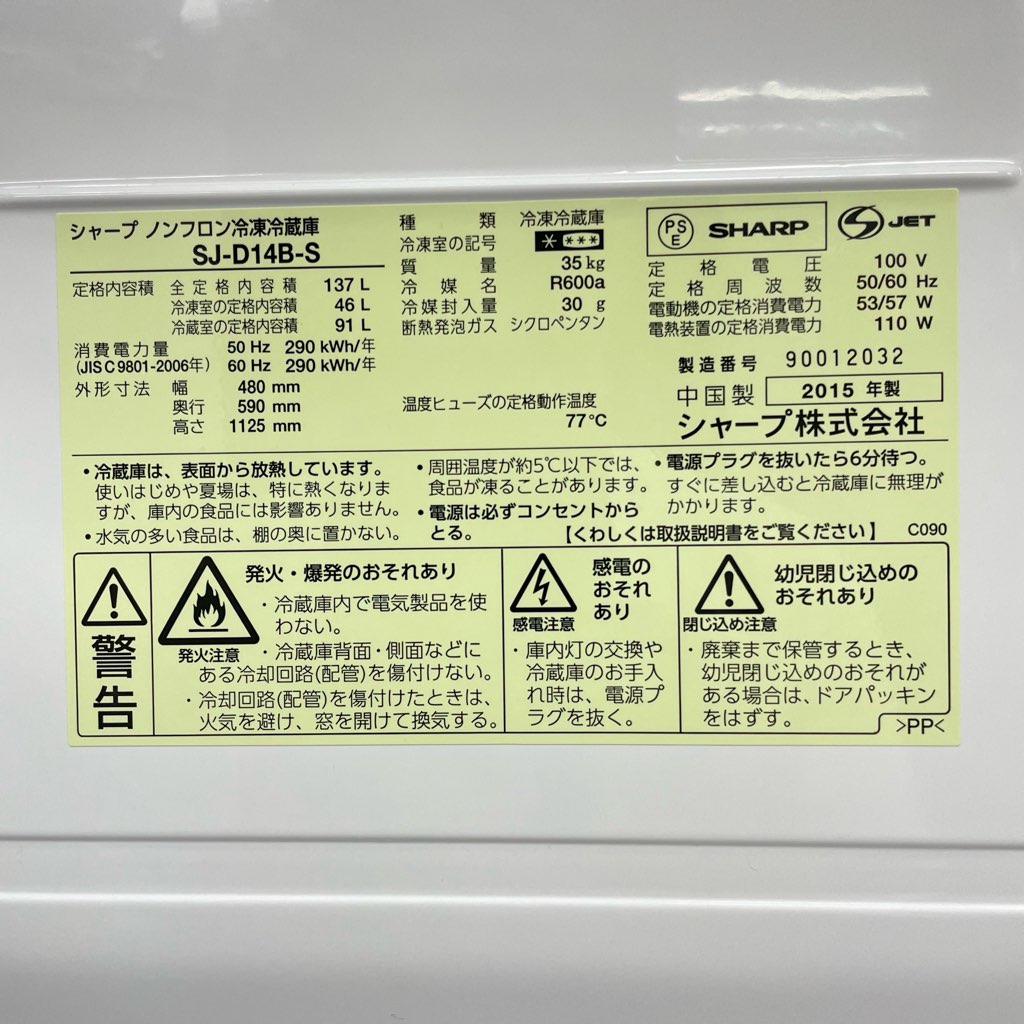 シャープ ノンフロン冷凍冷蔵庫
SJ-D14B-S
定格内容積 全定格内容積 137 L
冷凍室の定格内容積 46 L
冷蔵室の定格内容積 91 L
消費電力量 50 Hz 290 kWh/年
(JIS C 9801-2006年) 60 Hz 290 kWh/年
外形寸法 幅 480 mm
奥行 590 mm
高さ 1125 mm
種類 冷凍冷蔵庫
冷凍室の記号 * ***
質量 35 kg
冷媒名 R600a
冷媒封入量 30 g
断熱発泡ガス シクロペンタン
温度ヒューズの定格動作温度
77℃
PSE SHARP JET
定格電圧 100 V
定格周波数 50/60 Hz
電動機の定格消費電力 53/57 W
電熱装置の定格消費電力 110 W
製造番号 90012032
中国製 2015 年製
シャープ株式会社
・冷蔵庫は、表面から放熱しています。
使いはじめや夏場は、特に熱くなりま
すが、庫内の食品には影響ありません。
・水気の多い食品は、棚の奥に置かない。
・周囲温度が約5℃以下では、
食品が凍ることがあります。
・電源は必ずコンセントから
とる。
・電源プラグを抜いたら6分待つ。
すぐに差し込むと冷蔵庫に無理が
かかります。
【くわしくは取扱説明書をご覧ください】 C090
警告
発火注意
発火・爆発のおそれあり
・冷蔵庫内で電気製品を使
わない。
・冷蔵庫背面・側面などに
ある冷却回路(配管)を傷付けない。
・冷却回路(配管)を傷付けたときは、
火気を避け、窓を開けて換気する。
感電注意
感電の
おそれ
あり
・庫内灯の交換や
冷蔵庫のお手入
れ時は、電源プ
ラグを抜く。
閉じ込め注意
幼児閉じ込めの
おそれあり
・廃棄まで保管するとき、
幼児閉じ込めのおそれが
ある場合は、ドアパッキン
をはずす。
>PP<